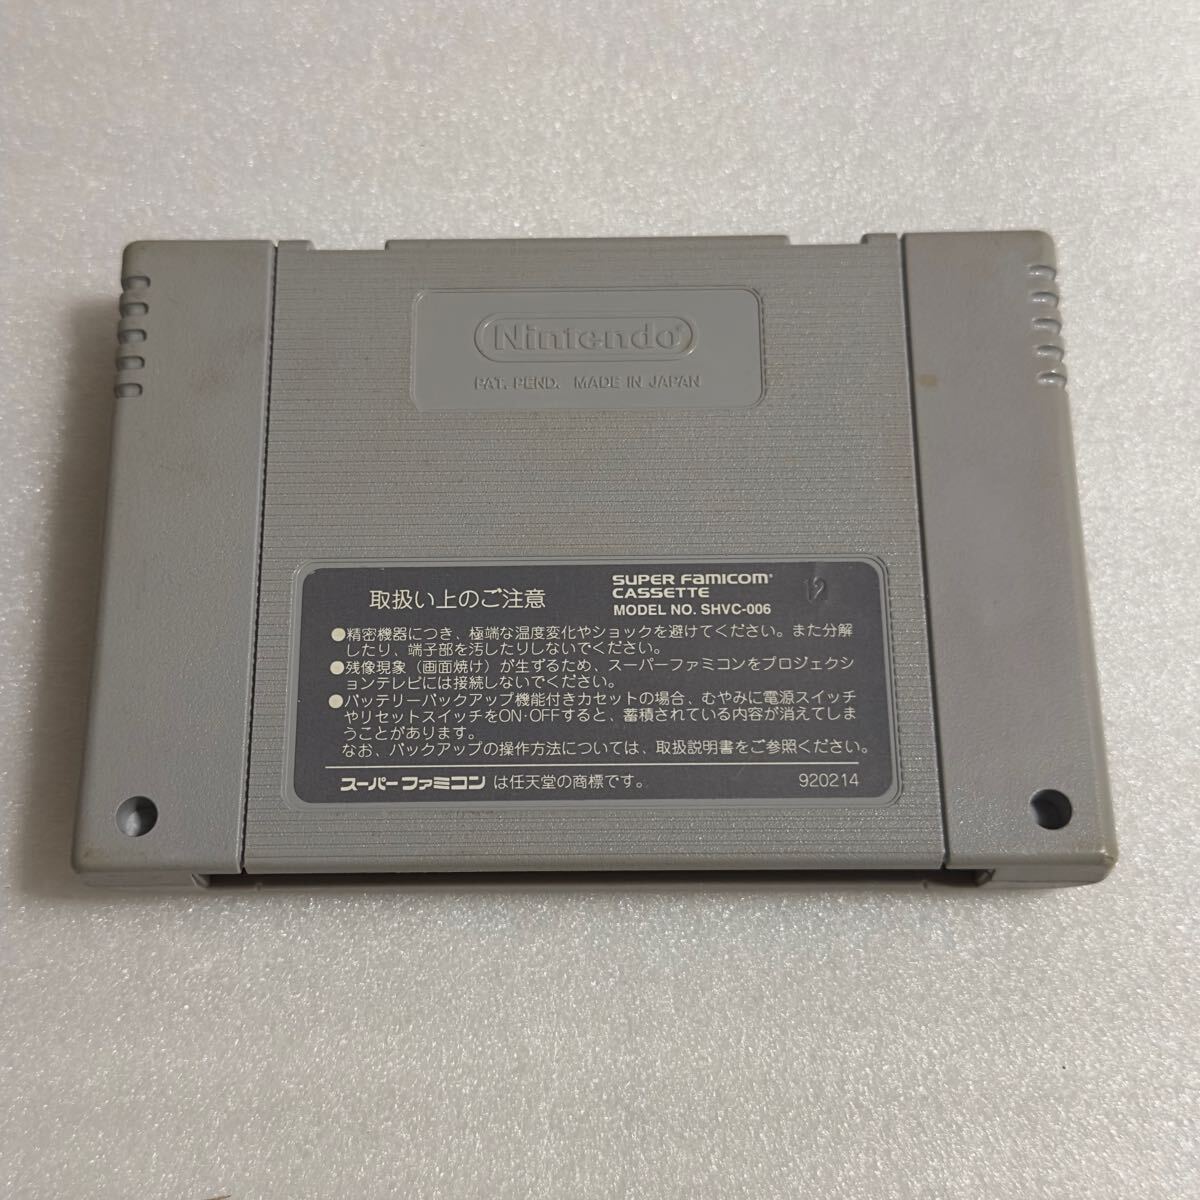 Nintendo®
PAT. PEND. MADE IN JAPAN
取扱い上のご注意
SUPER FAMICOM
CASSETTE
MODEL NO. SHVC-006
●精密機器につき、極端な温度変化やショックを避けてください。また分解
したり、端子部を汚したりしないでください。
●残像現象（画面焼け）が生ずるため、スーパーファミコンをプロジェクシ
ョンテレビには接続しないでください。
●バッテリーバックアップ機能付きカセットの場合、むやみに電源スイッチ
やリセットスイッチをON・OFFすると、蓄積されている内容が消えてしま
うことがあります。
なお、バックアップの操作方法については、取扱説明書をご参照ください。
スーパーファミコン は任天堂の商標です。
920214